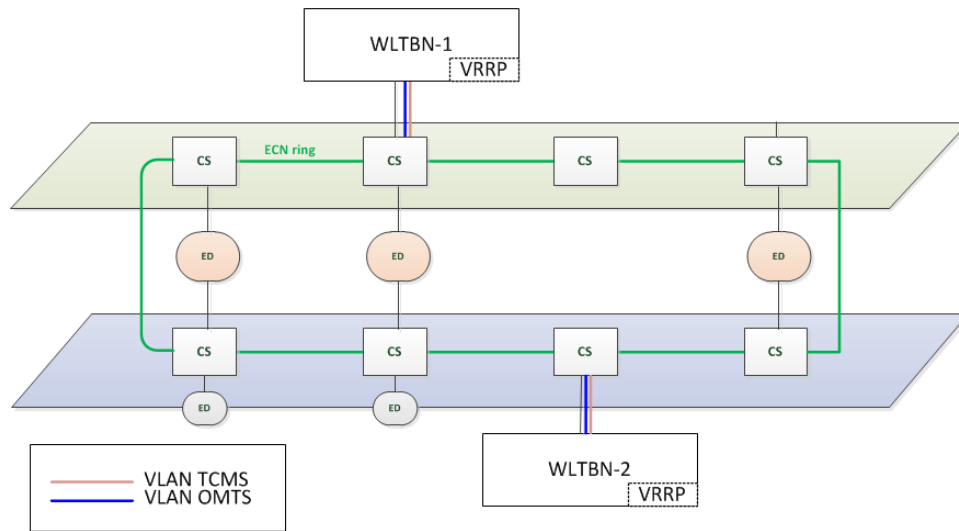 WLTBN-1
VRRP
ECN ring
CS
CS
CS
CS
ED
ED
ED
CS
CS
CS
CS
ED
ED
WLTBN-2
VRRP
VLAN TCMS
VLAN OMTS